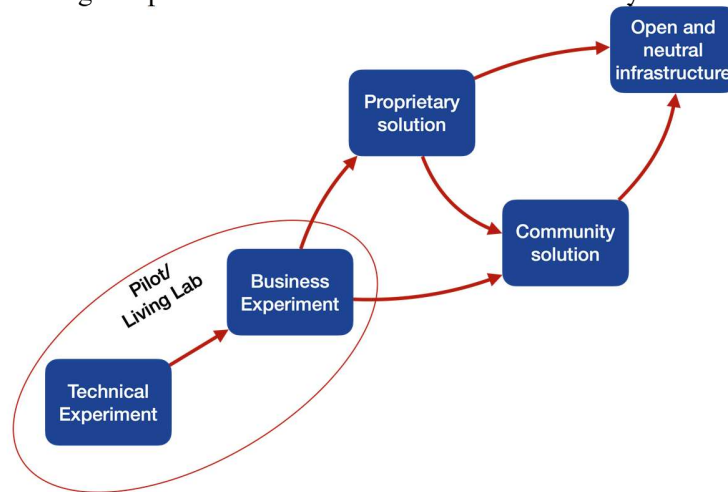 Open and
neutral
infrastructure
Proprietary
solution
Community
solution
Pilot/
Living Lab
Business
Experiment
Technical
Experiment